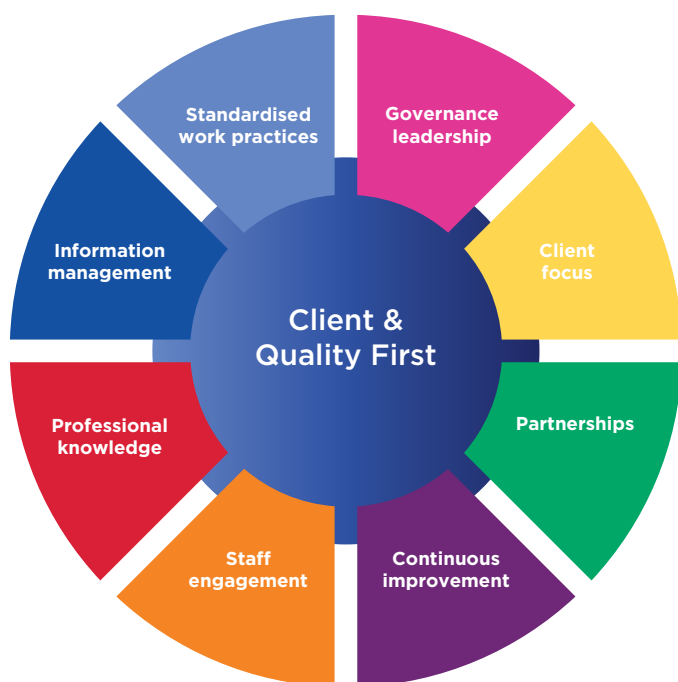 Standardised
work practices
Governance
leadership
Information
management
Client
focus
Client &
Quality First
Professional
knowledge
Partnerships
Staff
engagement
Continuous
improvement